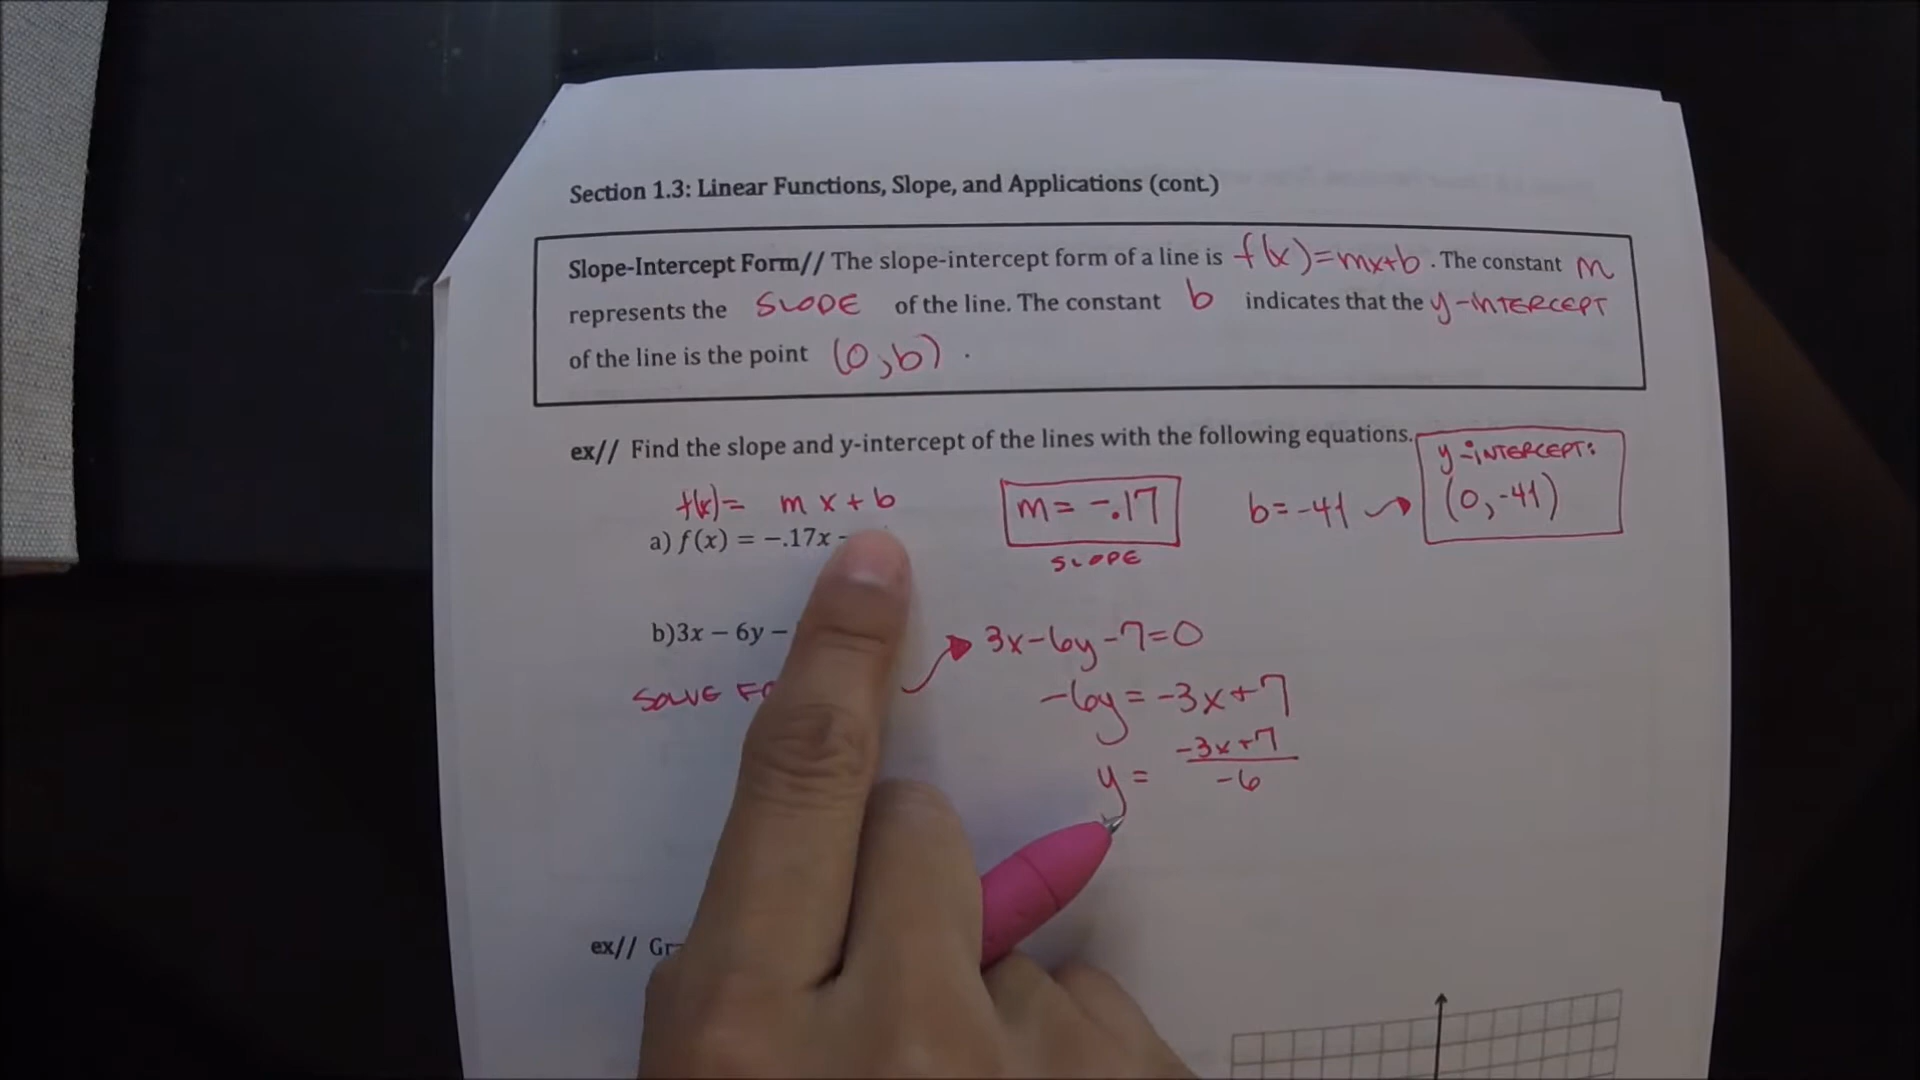 Section 1.3: Linear Functions, Slope, and Applications (cont.)
Slope-Intercept Form// The slope-intercept form of a line is f(x)=mx+b . The constant m
represents the SLOPE of the line. The constant b indicates that the y-INTERCEPT
of the line is the point (0,b) .
ex// Find the slope and y-intercept of the lines with the following equations.
y-INTERCEPT:
f(x)= mx+b m= -.17 b=-41 (0,-41)
a) f(x) = −.17x -
SLOPE
b)3x − 6y − 3x-6y-7=0
SOLVE -6y=-3x+7
y = -3x+7
-6
ex//